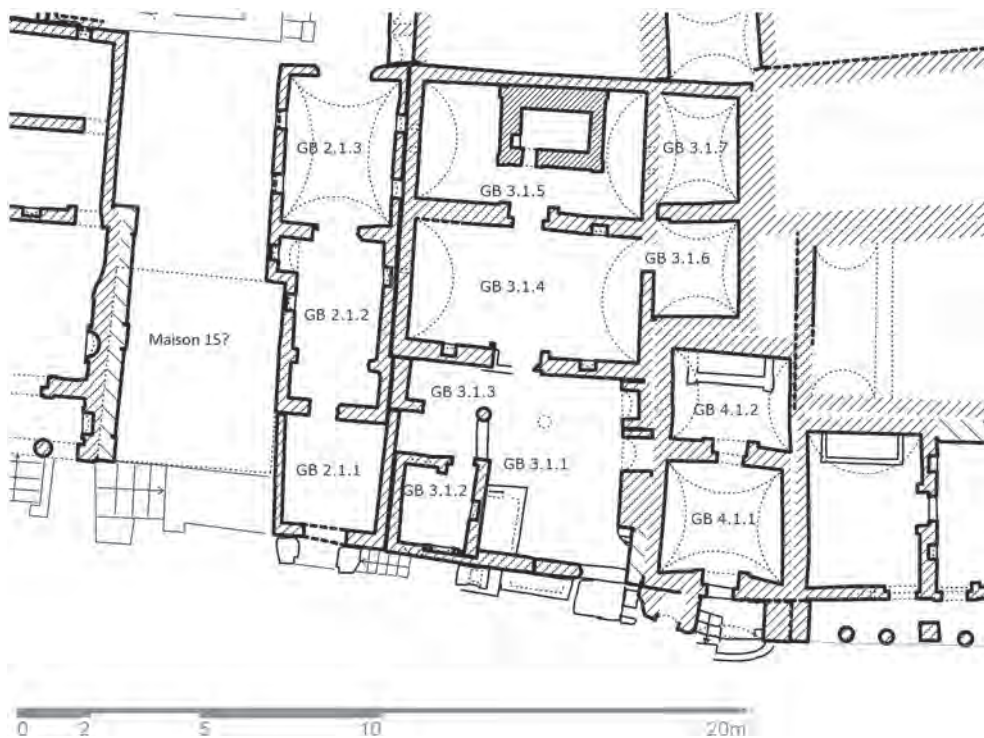 GB 2.1.3
GB 3.1.7
GB 3.1.5
GB 3.1.6
GB 3.1.4
GB 2.1.2
Maison 15?
GB 3.1.3
GB 4.1.2
GB 2.1.1
GB 3.1.1
GB 3.1.2
GB 4.1.1
0 2 5 10 20m